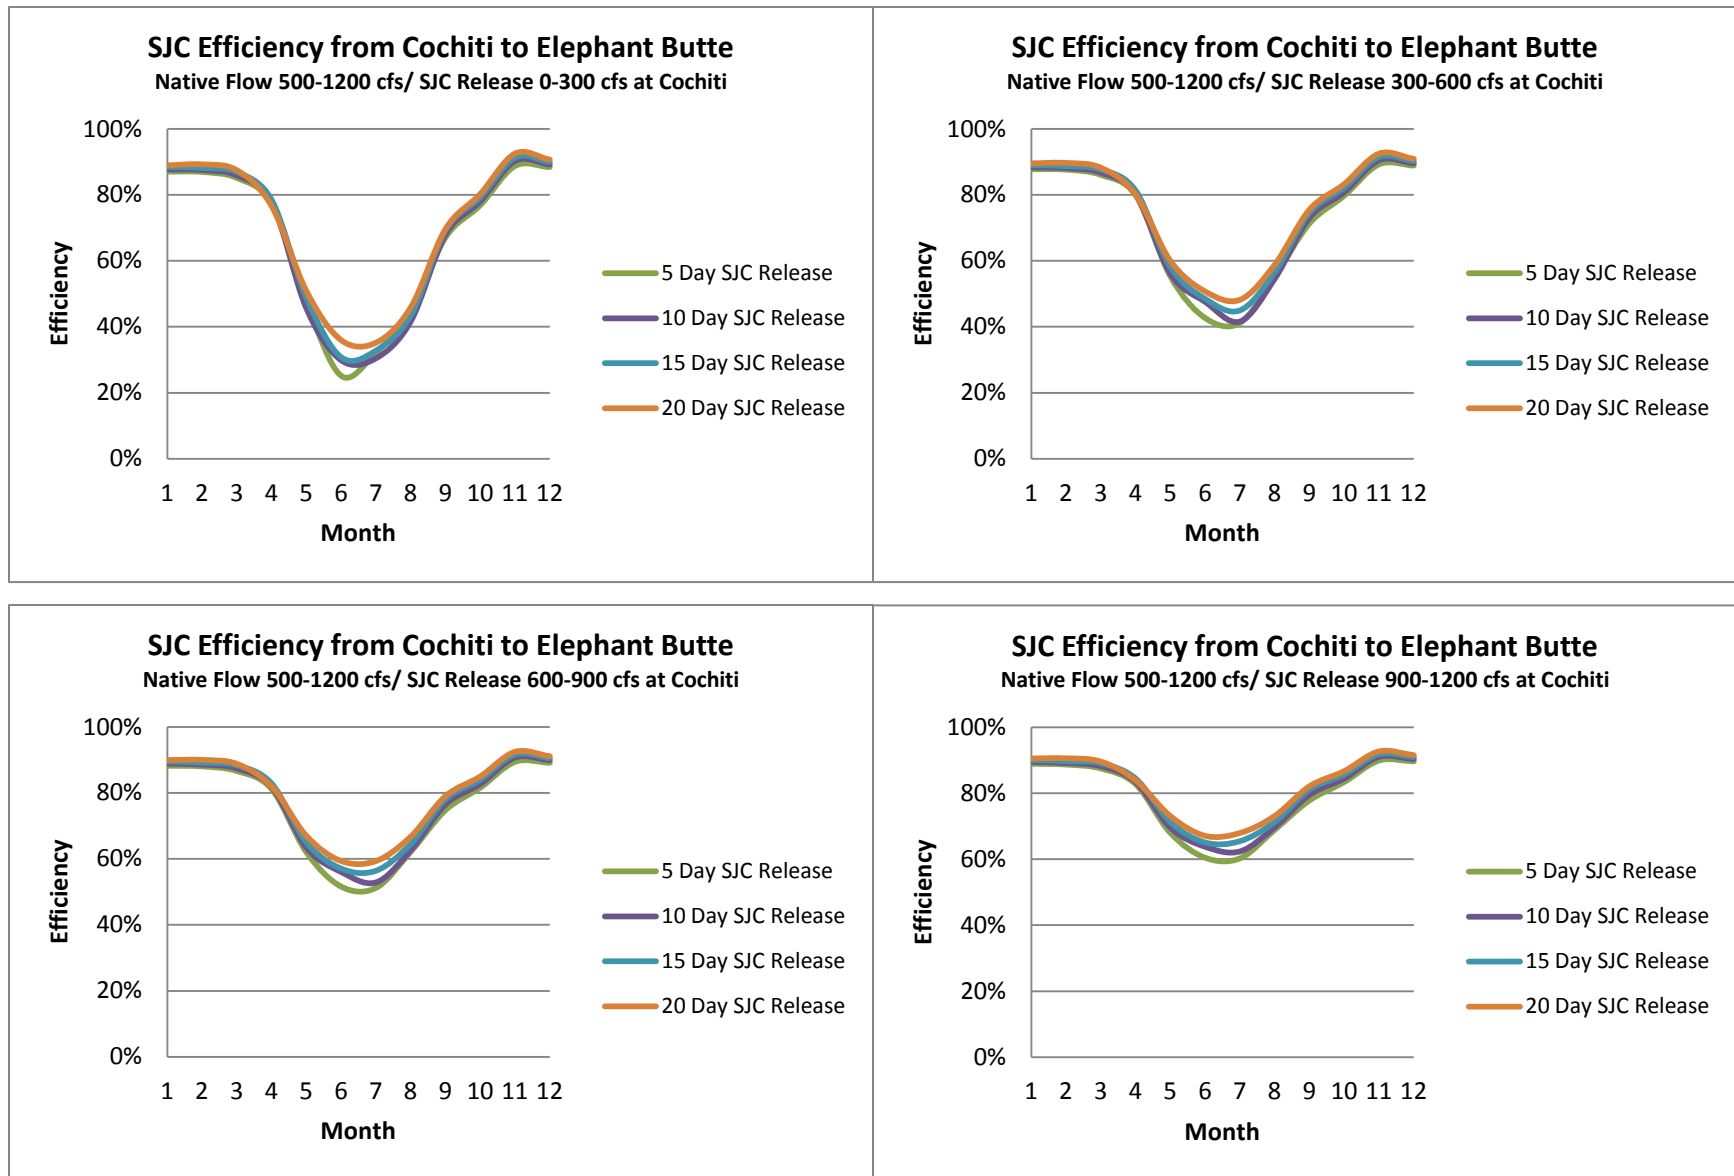 SJC Efficiency from Cochiti to Elephant Butte
Native Flow 500-1200 cfs/ SJC Release 0-300 cfs at Cochiti
100%
80%
60%
40%
20%
0%
Efficiency
1 2 3 4 5 6 7 8 9 10 11 12
Month
5 Day SJC Release
10 Day SJC Release
15 Day SJC Release
20 Day SJC Release
SJC Efficiency from Cochiti to Elephant Butte
Native Flow 500-1200 cfs/ SJC Release 300-600 cfs at Cochiti
100%
80%
60%
40%
20%
0%
Efficiency
1 2 3 4 5 6 7 8 9 10 11 12
Month
5 Day SJC Release
10 Day SJC Release
15 Day SJC Release
20 Day SJC Release
SJC Efficiency from Cochiti to Elephant Butte
Native Flow 500-1200 cfs/ SJC Release 600-900 cfs at Cochiti
100%
80%
60%
40%
20%
0%
Efficiency
1 2 3 4 5 6 7 8 9 10 11 12
Month
5 Day SJC Release
10 Day SJC Release
15 Day SJC Release
20 Day SJC Release
SJC Efficiency from Cochiti to Elephant Butte
Native Flow 500-1200 cfs/ SJC Release 900-1200 cfs at Cochiti
100%
80%
60%
40%
20%
0%
Efficiency
1 2 3 4 5 6 7 8 9 10 11 12
Month
5 Day SJC Release
10 Day SJC Release
15 Day SJC Release
20 Day SJC Release